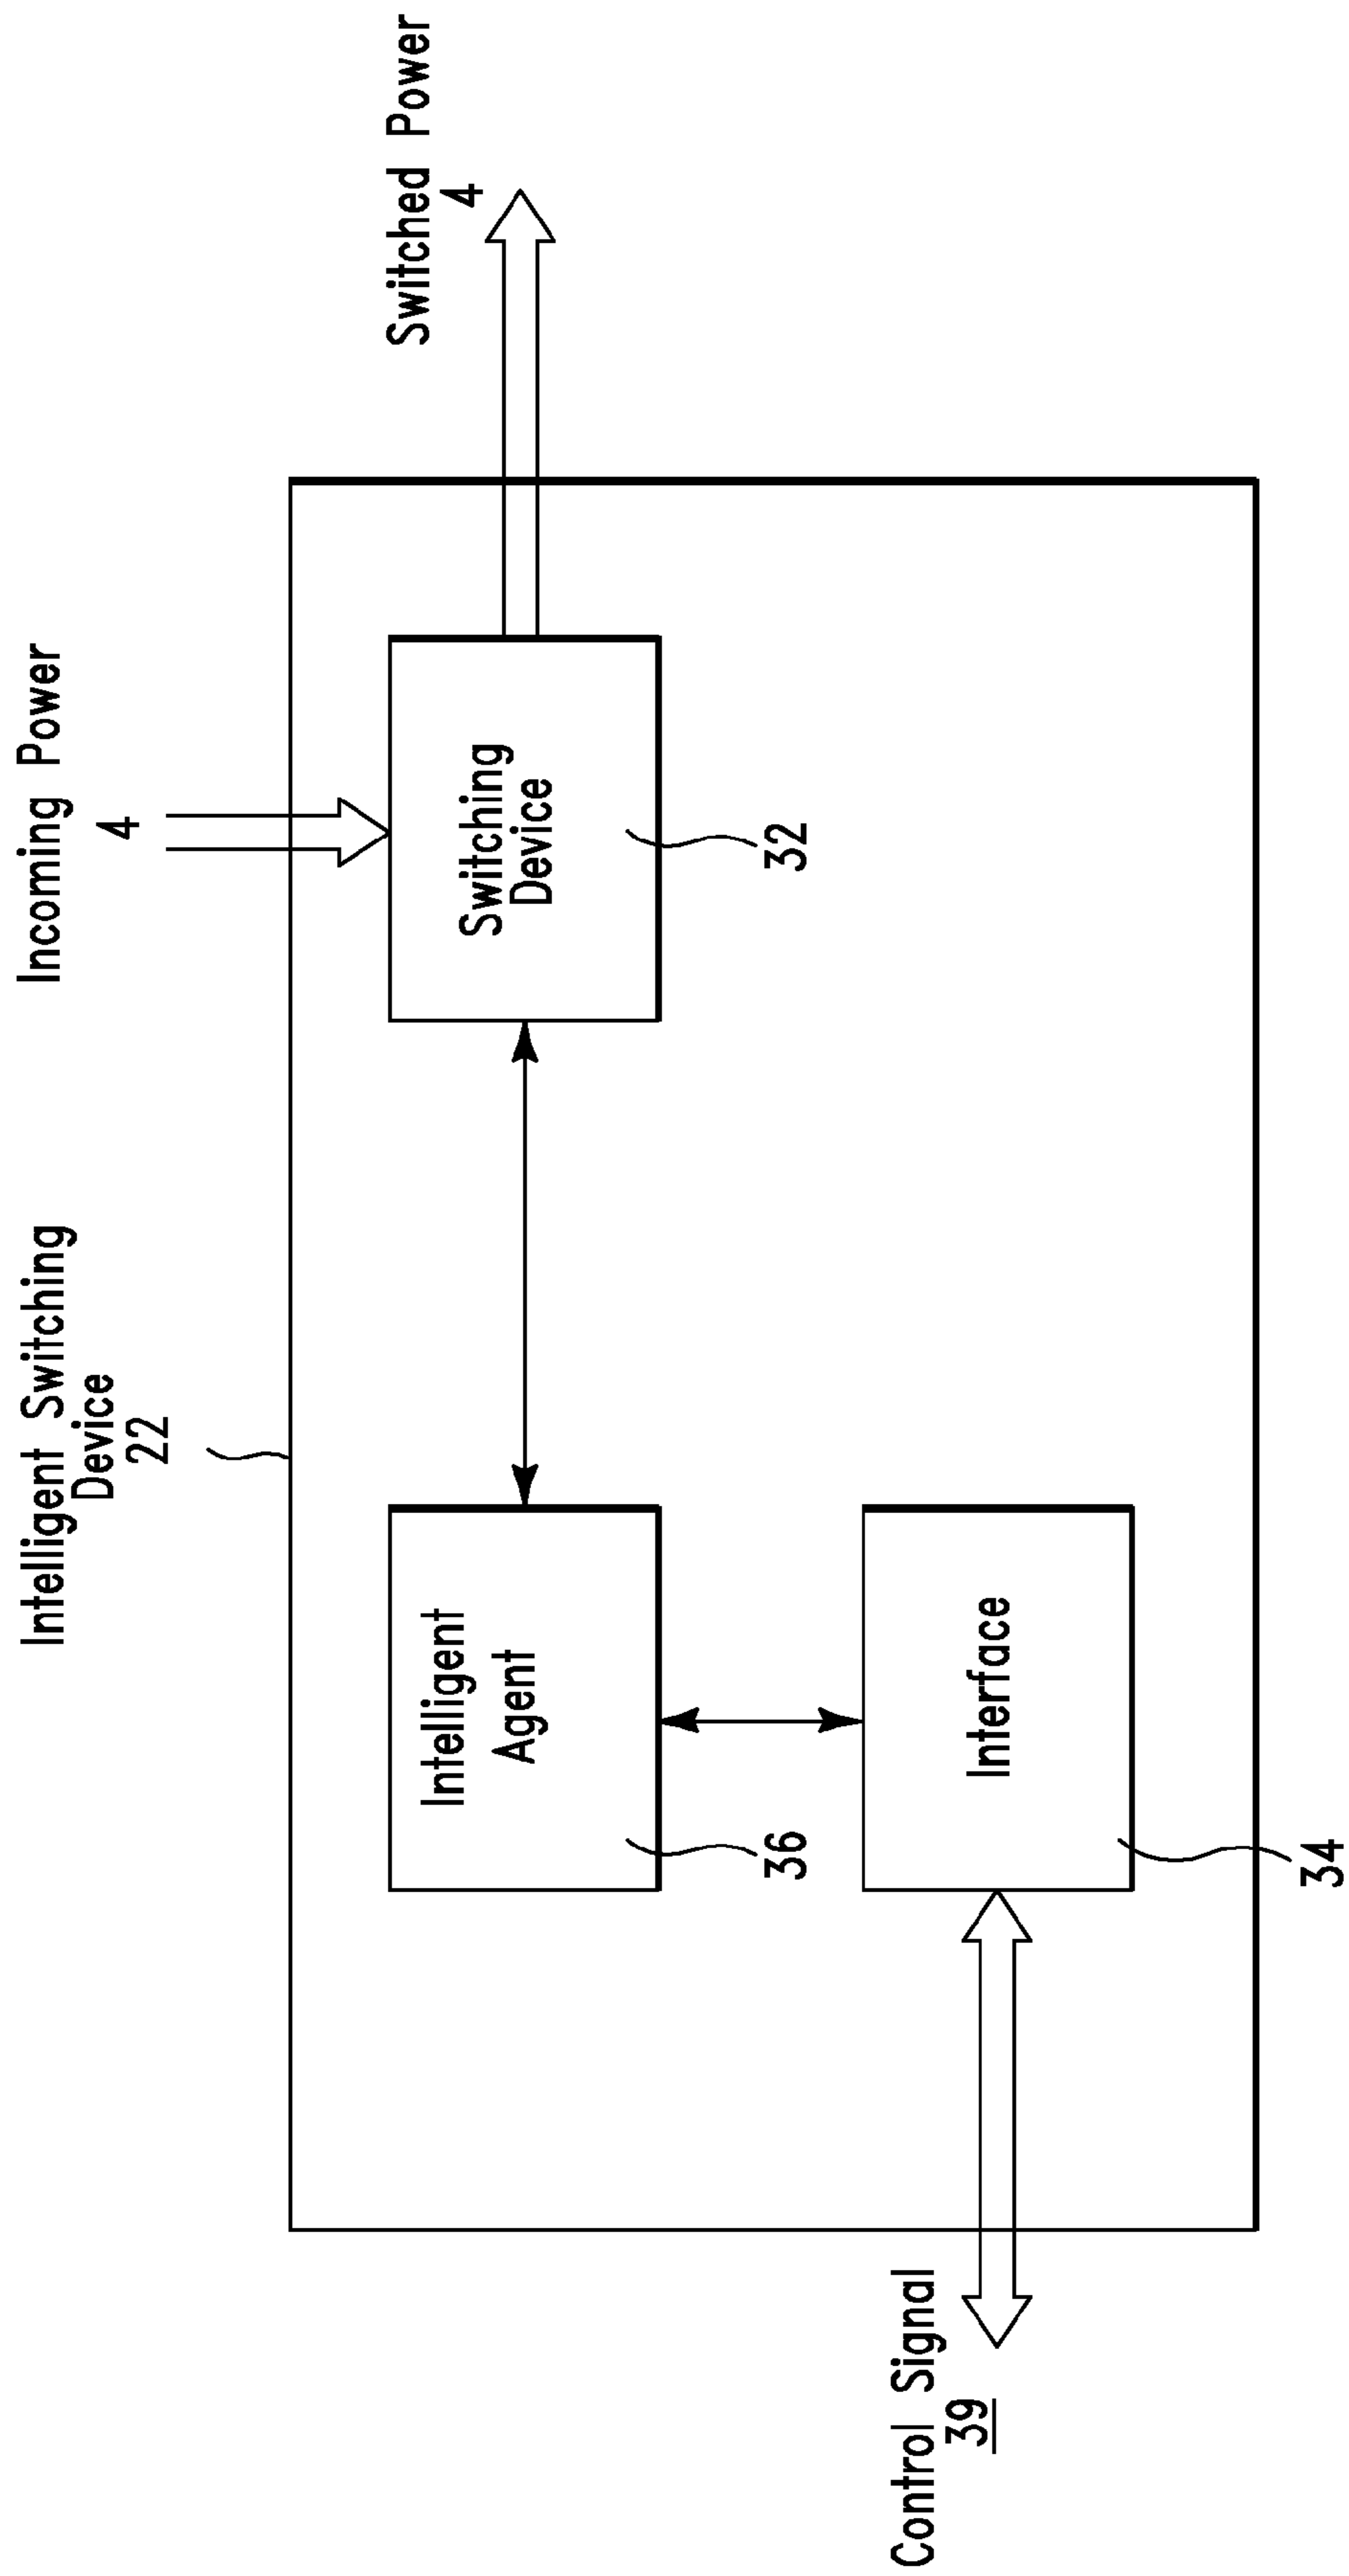 Intelligent Switching
Device
22
Incoming Power
4
Switched Power
4
Intelligent
Agent
36
Switching
Device
32
Interface
34
Control Signal
39